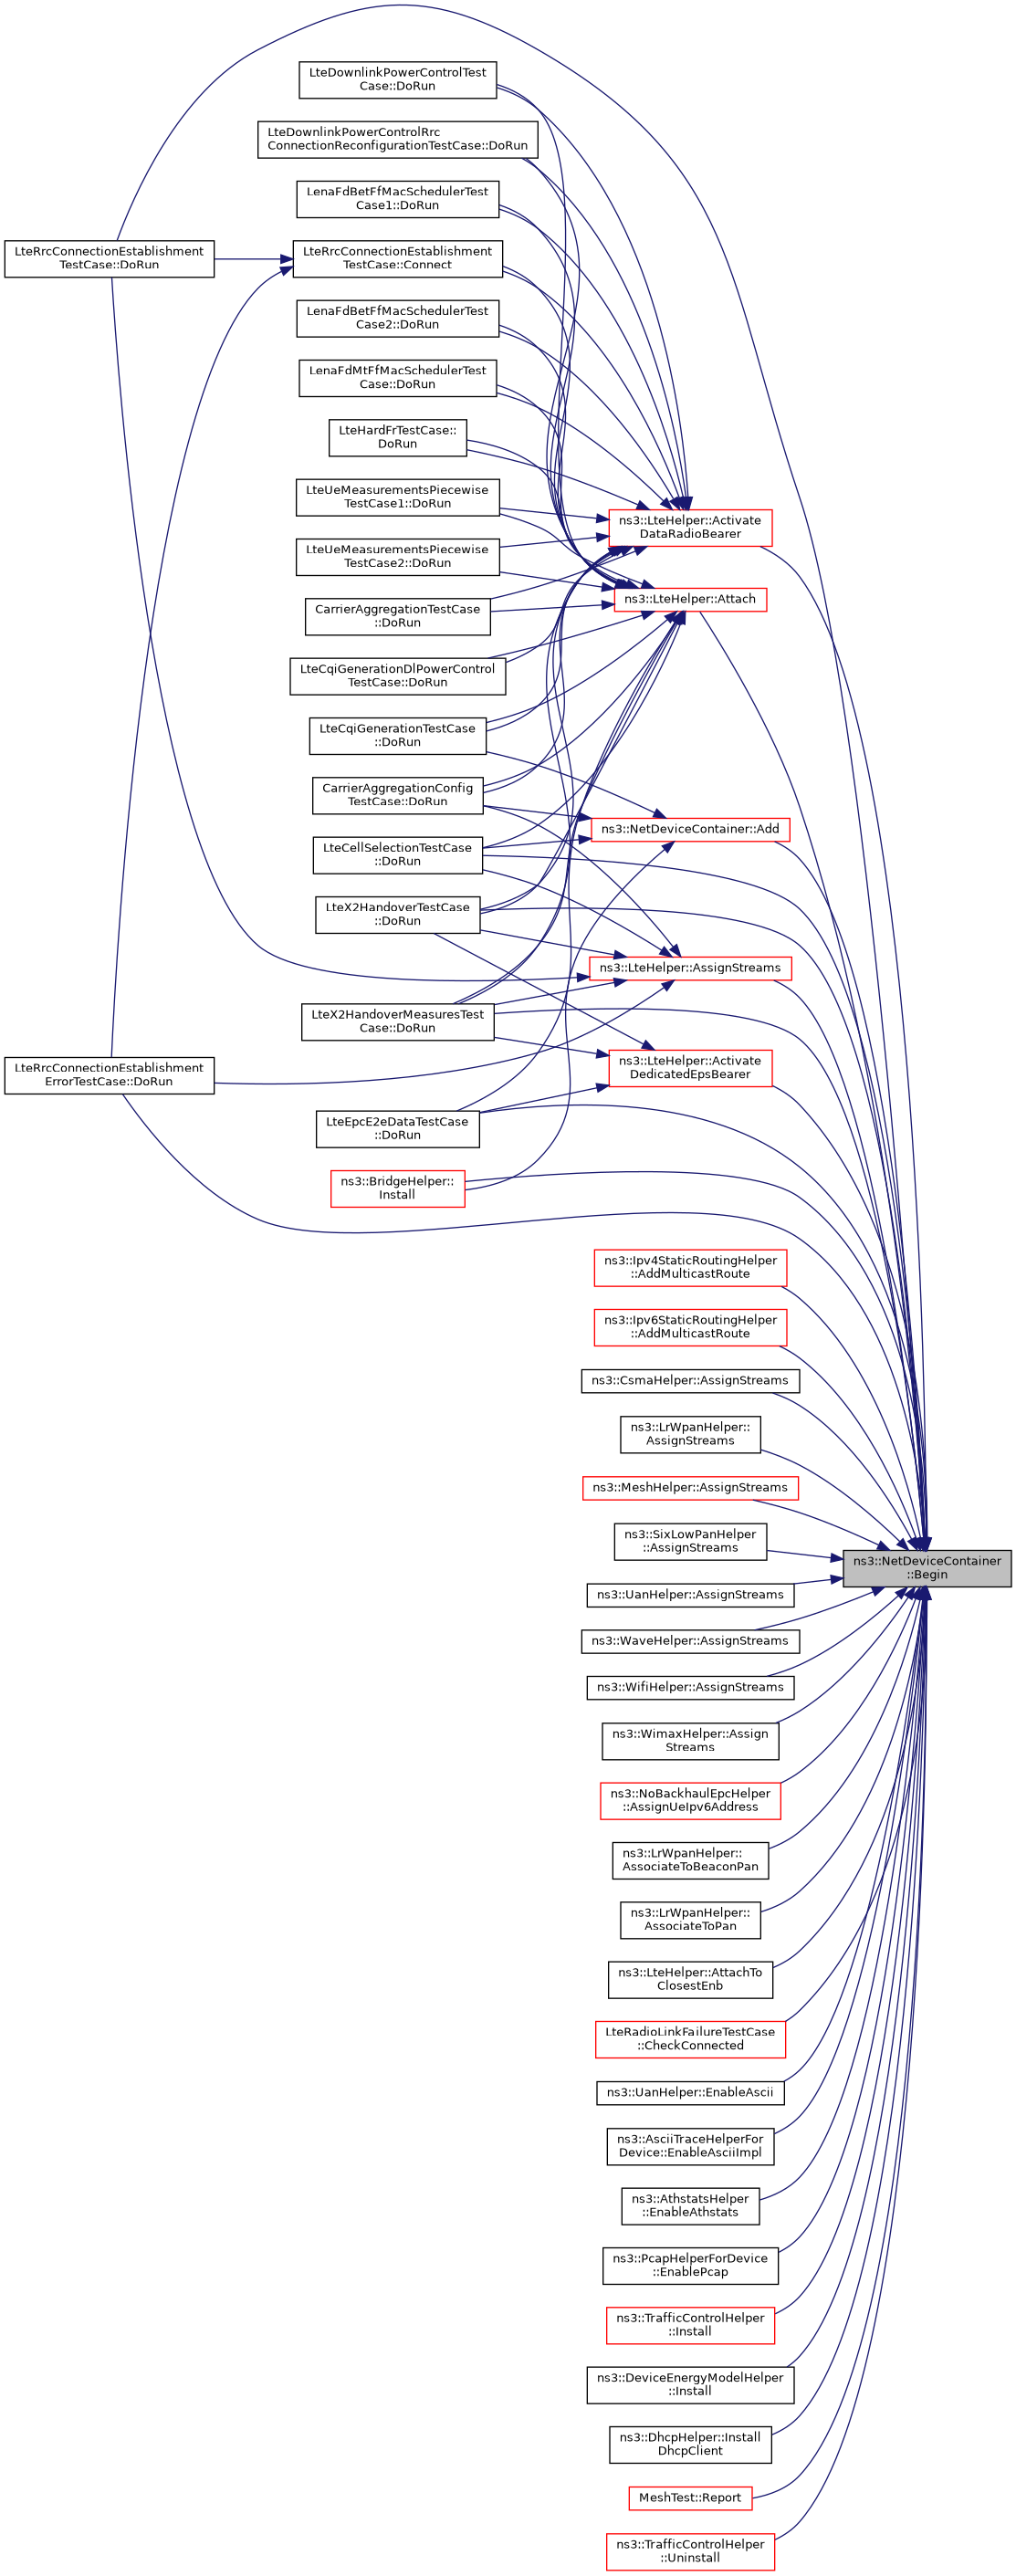 LteDownlinkPowerControlTest
Case::DoRun
LteDownlinkPowerControlRrc
ConnectionReconfigurationTestCase::DoRun
LenaFdBetFfMacSchedulerTest
Case1::DoRun
LteRrcConnectionEstablishment
TestCase::DoRun
LteRrcConnectionEstablishment
TestCase::Connect
LenaFdBetFfMacSchedulerTest
Case2::DoRun
LenaFdMtFfMacSchedulerTest
Case::DoRun
LteHardFrTestCase::
DoRun
LteUeMeasurementsPiecewise
TestCase1::DoRun
ns3::LteHelper::Activate
DataRadioBearer
LteUeMeasurementsPiecewise
TestCase2::DoRun
ns3::LteHelper::Attach
CarrierAggregationTestCase
::DoRun
LteCqiGenerationDlPowerControl
TestCase::DoRun
LteCqiGenerationTestCase
::DoRun
CarrierAggregationConfig
TestCase::DoRun
ns3::NetDeviceContainer::Add
LteCellSelectionTestCase
::DoRun
LteX2HandoverTestCase
::DoRun
ns3::LteHelper::AssignStreams
LteX2HandoverMeasuresTest
Case::DoRun
LteRrcConnectionEstablishment
ErrorTestCase::DoRun
ns3::LteHelper::Activate
DedicatedEpsBearer
LteEpcE2eDataTestCase
::DoRun
ns3::BridgeHelper::
Install
ns3::Ipv4StaticRoutingHelper
::AddMulticastRoute
ns3::Ipv6StaticRoutingHelper
::AddMulticastRoute
ns3::CsmaHelper::AssignStreams
ns3::LrWpanHelper::
AssignStreams
ns3::MeshHelper::AssignStreams
ns3::SixLowPanHelper
::AssignStreams
ns3::NetDeviceContainer
::Begin
ns3::UanHelper::AssignStreams
ns3::WaveHelper::AssignStreams
ns3::WifiHelper::AssignStreams
ns3::WimaxHelper::Assign
Streams
ns3::NoBackhaulEpcHelper
::AssignUeIpv6Address
ns3::LrWpanHelper::
AssociateToBeaconPan
ns3::LrWpanHelper::
AssociateToPan
ns3::LteHelper::AttachTo
ClosestEnb
LteRadioLinkFailureTestCase
::CheckConnected
ns3::UanHelper::EnableAscii
ns3::AsciiTraceHelperFor
Device::EnableAsciiImpl
ns3::AthstatsHelper
::EnableAthstats
ns3::PcapHelperForDevice
::EnablePcap
ns3::TrafficControlHelper
::Install
ns3::DeviceEnergyModelHelper
::Install
ns3::DhcpHelper::Install
DhcpClient
MeshTest::Report
ns3::TrafficControlHelper
::Uninstall